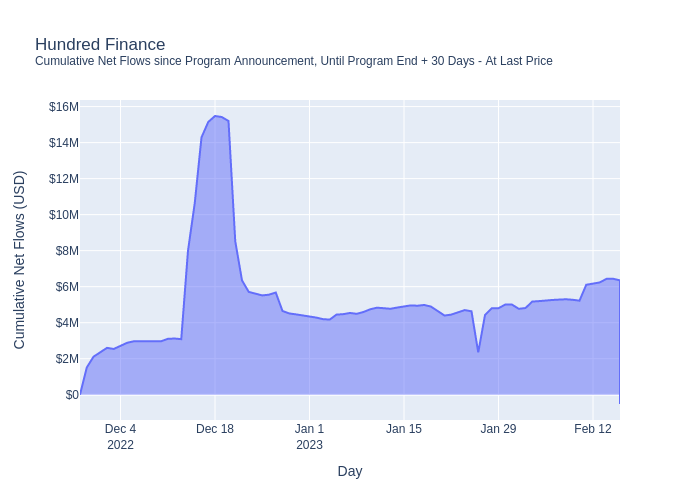 Hundred Finance
Cumulative Net Flows since Program Announcement, Until Program End + 30 Days - At Last Price
Cumulative Net Flows (USD)
$16M
$14M
$12M
$10M
$8M
$6M
$4M
$2M
$0
Dec 4
2022
Dec 18
Jan 1
2023
Jan 15
Jan 29
Feb 12
Day